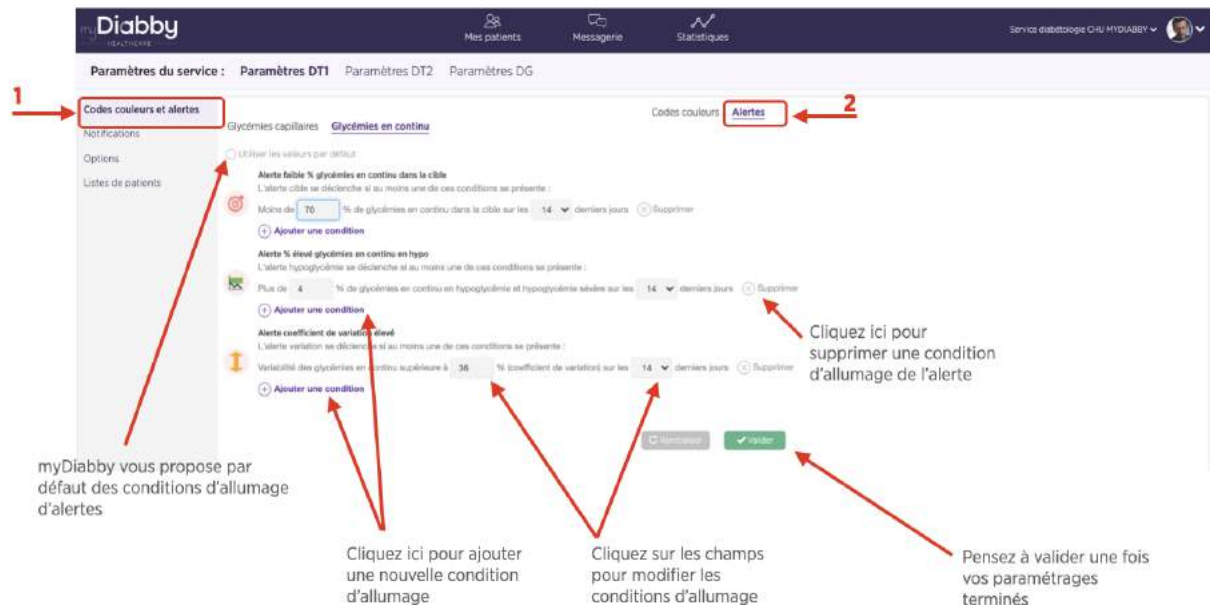 myDiabby
HEALTHCARE
Mes patients
Messagerie
Statistiques
Service diabétologie CHU MYDIABBY
Paramètres du service : Paramètres DT1 Paramètres DT2 Paramètres DG
1
Codes couleurs et alertes
Notifications
Options
Listes de patients
Codes couleurs Alertes
2
Glycémies capillaires Glycémies en continu
Utiliser les valeurs par défaut
Alerte faible % glycémies en continu dans la cible
L'alerte cible se déclenche si au moins une de ces conditions se présente :
Moins de 70 % de glycémies en continu dans la cible sur les 14 derniers jours Supprimer
Ajouter une condition
Alerte % élevé glycémies en continu en hypo
L'alerte hypoglycémie se déclenche si au moins une de ces conditions se présente :
Plus de 4 % de glycémies en continu en hypoglycémie et hypoglycémie sévère sur les 14 derniers jours Supprimer
Ajouter une condition
Alerte coefficient de variation élevé
L'alerte variation se déclenche si au moins une de ces conditions se présente :
Variabilité des glycémies en continu supérieure à 36 % (coefficient de variation) sur les 14 derniers jours Supprimer
Ajouter une condition
Réinitialiser
Valider
Cliquez ici pour
supprimer une condition
d'allumage de l'alerte
myDiabby vous propose par
défaut des conditions d'allumage
d'alertes
Cliquez ici pour ajouter
une nouvelle condition
d'allumage
Cliquez sur les champs
pour modifier les
conditions d'allumage
Pensez à valider une fois
vos paramétrages
terminés